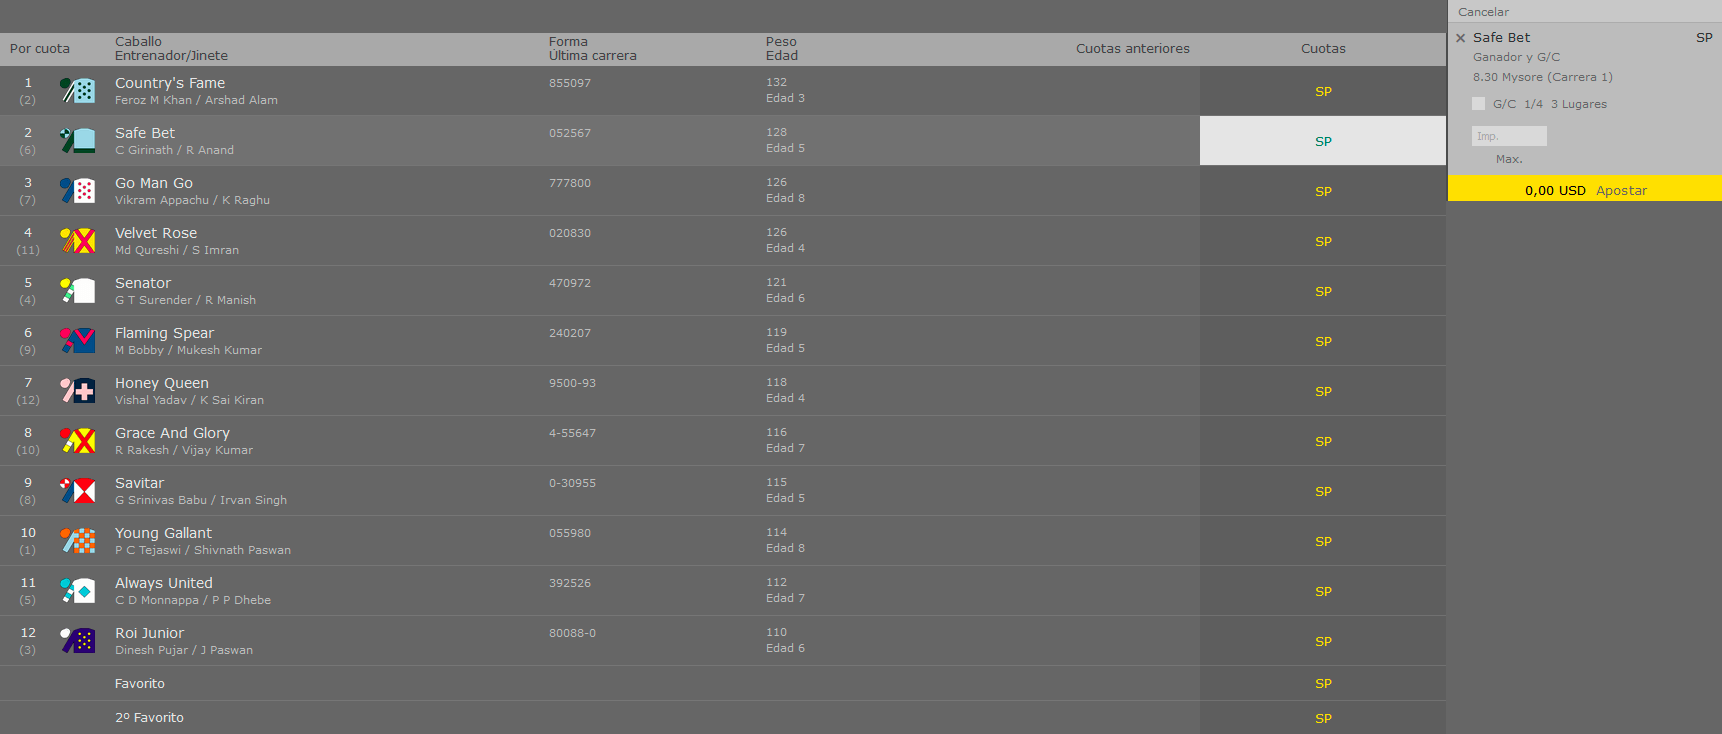 Cancelar
Por cuota
Caballo
Entrenador/Jinete
Forma
Última carrera
Peso
Edad
Cuotas anteriores
Cuotas
1
(2)
Country's Fame
Feroz M Khan / Arshad Alam
855097
132
Edad 3
SP
2
(6)
Safe Bet
C Girinath / R Anand
052567
128
Edad 5
SP
3
(7)
Go Man Go
Vikram Appachu / K Raghu
777800
126
Edad 8
SP
4
(11)
Velvet Rose
Md Qureshi / S Imran
020830
126
Edad 4
SP
5
(4)
Senator
G T Surender / R Manish
470972
121
Edad 6
SP
6
(9)
Flaming Spear
M Bobby / Mukesh Kumar
240207
119
Edad 5
SP
7
(12)
Honey Queen
Vishal Yadav / K Sai Kiran
9500-93
118
Edad 4
SP
8
(10)
Grace And Glory
R Rakesh / Vijay Kumar
4-55647
116
Edad 7
SP
9
(8)
Savitar
G Srinivas Babu / Irvan Singh
0-30955
115
Edad 5
SP
10
(1)
Young Gallant
P C Tejaswi / Shivnath Paswan
055980
114
Edad 8
SP
11
(5)
Always United
C D Monnappa / P P Dhebe
392526
112
Edad 7
SP
12
(3)
Roi Junior
Dinesh Pujar / J Paswan
80088-0
110
Edad 6
SP
Favorito
SP
2º Favorito
SP
Safe Bet SP
Ganador y G/C
8.30 Mysore (Carrera 1)
G/C 1/4 3 Lugares
Imp.
Max.
0,00 USD Apostar